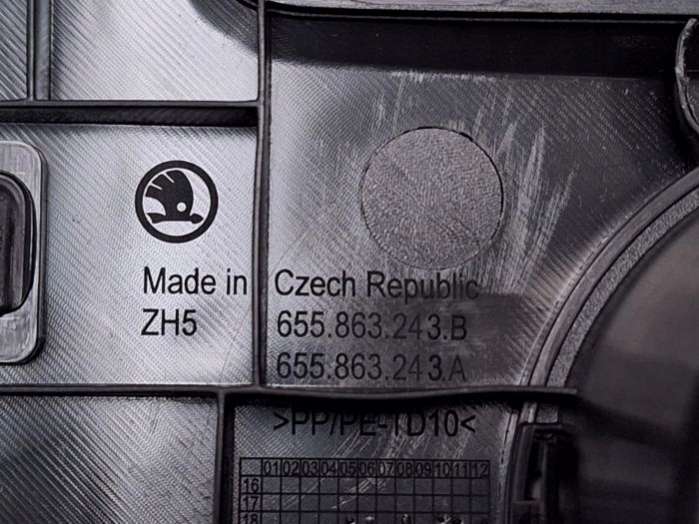 Made in Czech Republic
ZH5 655.863.243.B
655.863.243.A
>PP/PE-TD10<
01 02 03 04 05 06 07 08 09 10 11 12
16
17
18